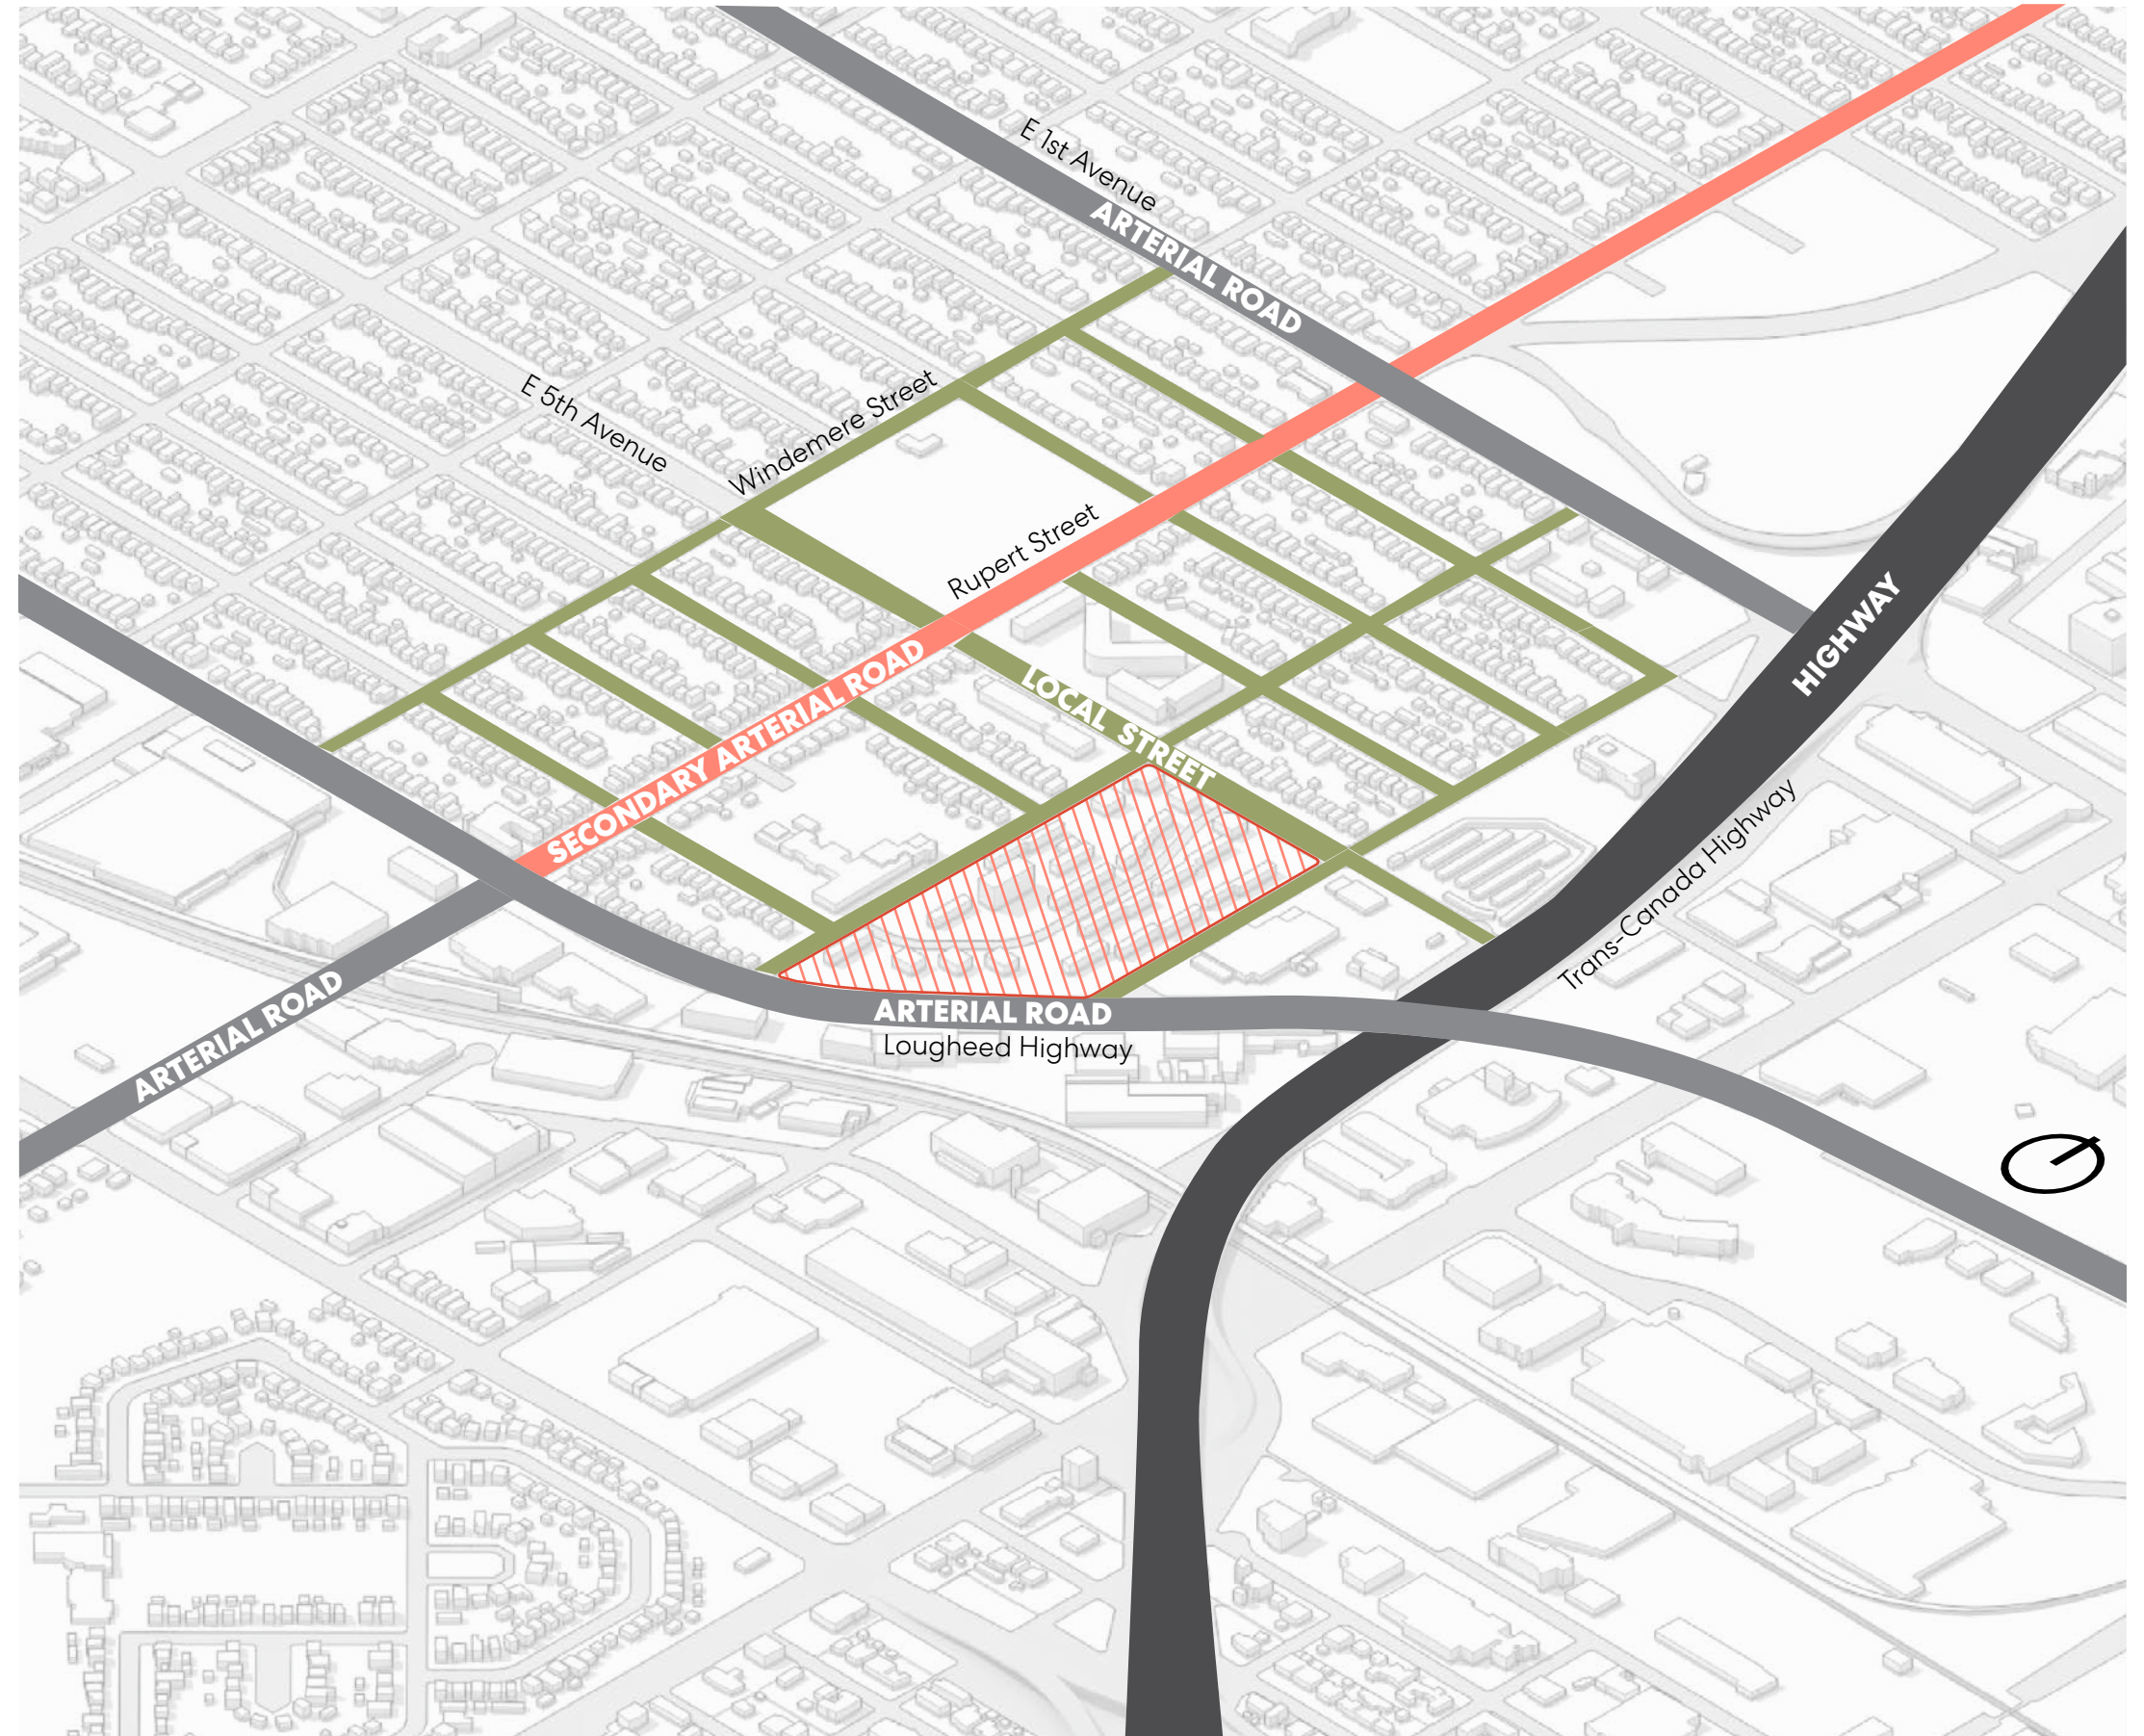 E 1st Avenue
ARTERIAL ROAD
E 5th Avenue
Windemere Street
Rupert Street
HIGHWAY
SECONDARY ARTERIAL ROAD
LOCAL STREET
Trans-Canada Highway
ARTERIAL ROAD
ARTERIAL ROAD
Lougheed Highway